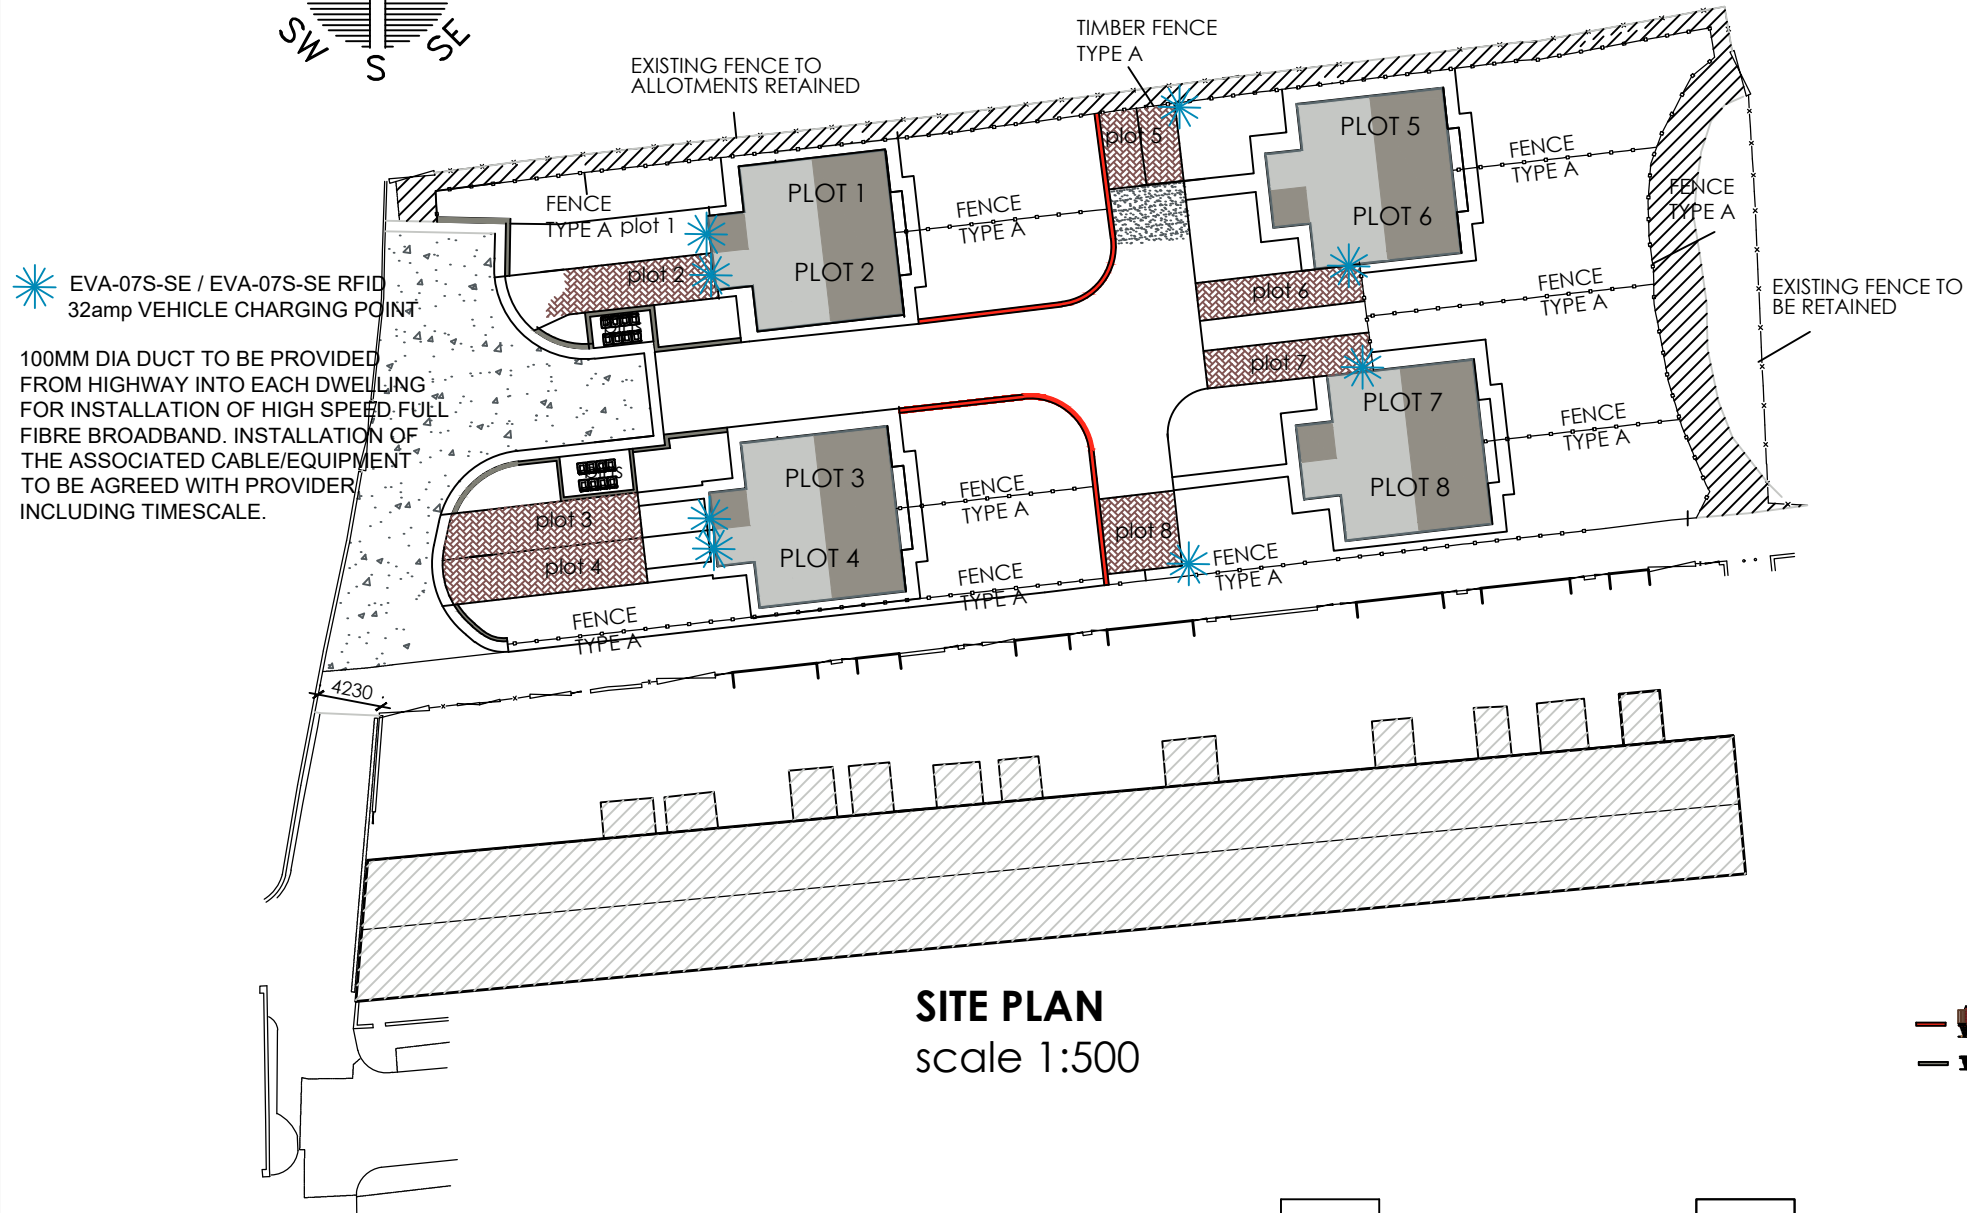 SW
S
SE
EXISTING FENCE TO
ALLOTMENTS RETAINED
TIMBER FENCE
TYPE A
EVA-07S-SE / EVA-07S-SE RFID
32amp VEHICLE CHARGING POINT
100MM DIA DUCT TO BE PROVIDED
FROM HIGHWAY INTO EACH DWELLING
FOR INSTALLATION OF HIGH SPEED FULL
FIBRE BROADBAND. INSTALLATION OF
THE ASSOCIATED CABLE/EQUIPMENT
TO BE AGREED WITH PROVIDER
INCLUDING TIMESCALE.
FENCE
TYPE A
plot 1
plot 2
PLOT 1
PLOT 2
FENCE
TYPE A
plot 5
PLOT 5
PLOT 6
FENCE
TYPE A
FENCE
TYPE A
plot 6
FENCE
TYPE A
EXISTING FENCE TO
BE RETAINED
plot 7
PLOT 7
PLOT 8
FENCE
TYPE A
plot 3
plot 4
PLOT 3
PLOT 4
FENCE
TYPE A
plot 8
FENCE
TYPE A
FENCE
TYPE A
FENCE
TYPE A
4230
SITE PLAN
scale 1:500